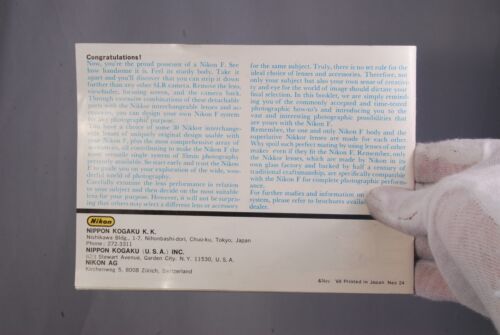 Congratulations!
Now, you're the proud possessor of a Nikon F. See
how handsome it is. Feel its sturdy body. Take it
apart and you'll discover that you can strip it down
further than any other SLR camera. Remove the lens,
viewfinder, focusing screen, and the camera back.
Through successive combinations of these detachable
parts with the Nikkor interchangeable lenses and ac-
cessories, you can design your own Nikon F system
for any photographic purpose.
You have a choice of some 30 Nikkor interchange-
able lenses of uniquely original design usable with
your Nikon F, plus the most comprehensive array of
accessories, all contributing to make the Nikon F the
most versatile single system of 35mm photography
presently available. So start early and trust the Nikon
F to guide you on your exploration of the wide, won-
derful world of photography.
Carefully examine the lens performance in relation
to your subject and then decide on the most suitable
lens for your purpose. However, it will not be surpris-
ing that others may select a different lens or accessory
for the same subject. Truly, there is no set rule for the
ideal choice of lenses and accessories. Therefore, not
only your subject but also your own sense of creativi-
ty and eye for the world of image should dictate your
final selection. In this booklet, we are simply remind-
ing you of the commonly accepted and time-tested
photographic how-to's and introducing you to the
vast and interesting photographic possibilities that
are yours with the Nikon F.
Remember, the one and only Nikon F body and the
superlative Nikkor lenses are made for each other.
Why spoil such perfect mating by using lenses of other
makes even if they fit the Nikon F. Remember, only
the Nikkor lenses, which are made by Nikon in its
own glass factory and backed by half a century of
traditional craftsmanship, are specifically compatible
with the Nikon F for complete photographic perform-
ance.
For further studies and information on
system, please refer to brochures
dealer.
Nikon
NIPPON KOGAKU K.K.
Nishikawa Bldg., 1-7, Nihonbashi-dori, Chuo-ku, Tokyo, Japan
Phone: 272-3311
NIPPON KOGAKU (U.S.A.) INC.
623 Stewart Avenue, Garden City, N.Y. 11530, U.S.A.
NIKON AG
Kirchenweg 5, 8008 Zürich, Switzerland
'68 Printed in Japan 24